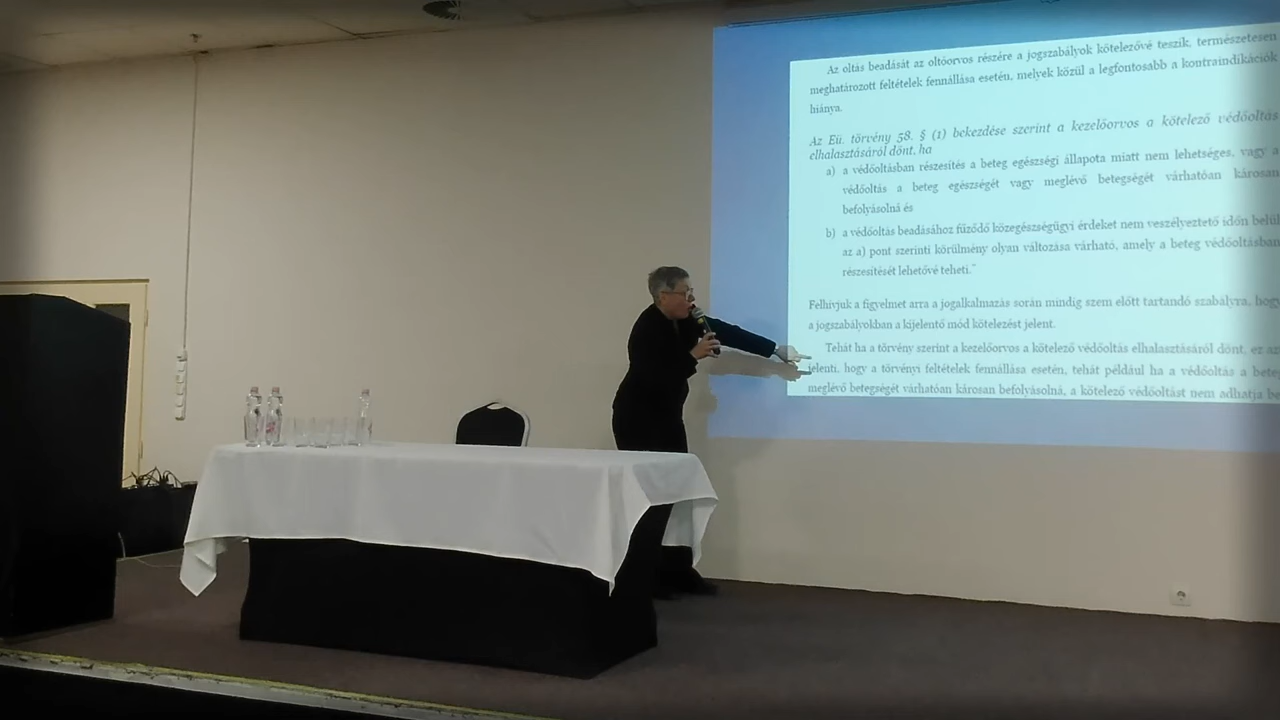 Az oltás beadását az oltóorvos részére a jogszabályok kötelezővé teszik, természetesen
meghatározott feltételek fennállása esetén, melyek közül a legfontosabb a kontraindikációk
hiánya.
Az Eü. törvény 58. § (1) bekezdése szerint a kezelőorvos a kötelező védőoltás
elhalasztásáról dönt, ha
a) a védőoltásban részesítés a beteg egészségi állapota miatt nem lehetséges, vagy a
védőoltás a beteg egészségét vagy meglévő betegségét várhatóan károsan
befolyásolná és
b) a védőoltás beadásához fűződő közegészségügyi érdeket nem veszélyeztető időn belül
az a) pont szerinti körülmény olyan változása várható, amely a beteg védőoltásban
részesítését lehetővé teheti."
Felhívjuk a figyelmet arra a jogalkalmazás során mindig szem előtt tartandó szabályra, hogy
a jogszabályokban a kijelentő mód kötelezést jelent.
Tehát ha a törvény szerint a kezelőorvos a kötelező védőoltás elhalasztásáról dönt, ez az
jelenti, hogy a törvényi feltételek fennállása esetén, tehát például ha a védőoltás a beteg
meglévő betegségét várhatóan károsan befolyásolná, a kötelező védőoltást nem adhatja be